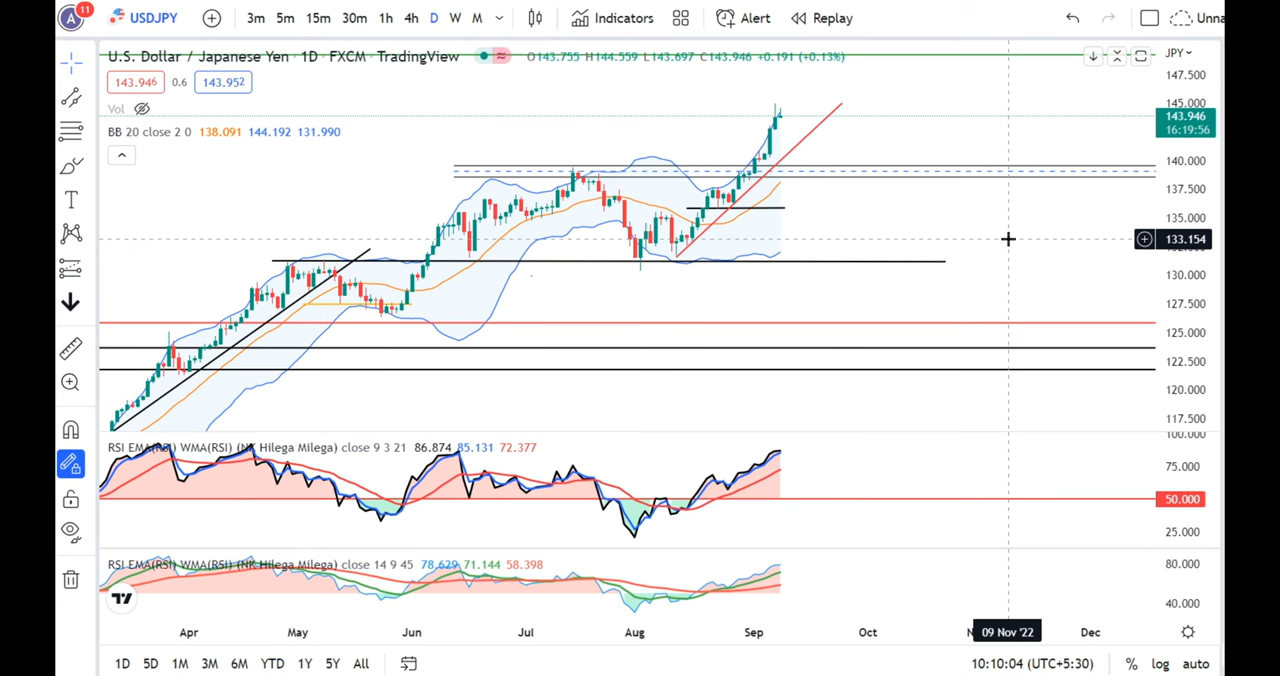 A 11 USDJPY 3m 5m 15m 30m 1h 4h D W M Indicators Alert Replay Unna
U.S. Dollar / Japanese Yen · 1D · FXCM · TradingView O143.755 H144.559 L143.697 C143.946 +0.191 (+0.13%) JPY
143.946 0.6 143.952
Vol
BB 20 close 2 0 138.091 144.192 131.990
147.500
145.000
143.946
16:19:56
140.000
137.500
135.000
133.154
130.000
127.500
125.000
122.500
120.000
117.500
100.000
RSI EMA(RSI) WMA(RSI) (NK Hilega Milega) close 9 3 21 86.874 85.131 72.377
75.000
50.000
25.000
RSI EMA(RSI) WMA(RSI) (NK Hilega Milega) close 14 9 45 78.629 71.144 58.398
80.000
40.000
Apr May Jun Jul Aug Sep Oct N 09 Nov '22 Dec
1D 5D 1M 3M 6M YTD 1Y 5Y All 10:10:04 (UTC+5:30) % log auto